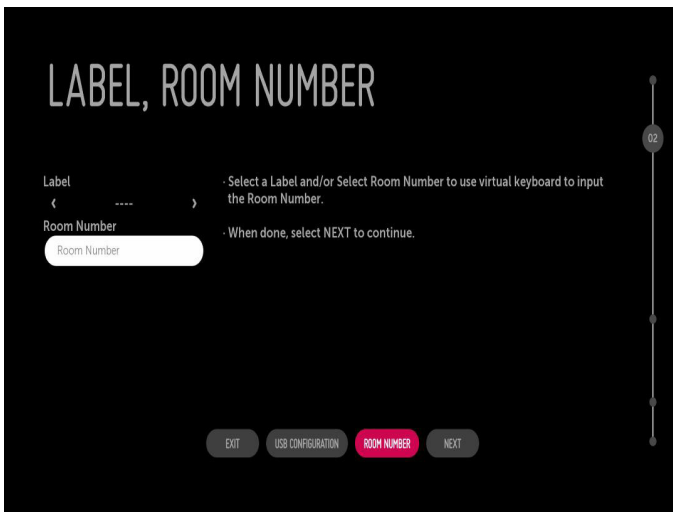 LABEL, ROOM NUMBER
02
Label
‹ ---- ›
Room Number
Room Number
· Select a Label and/or Select Room Number to use virtual keyboard to input
the Room Number.
· When done, select NEXT to continue.
EXIT
USB CONFIGURATION
ROOM NUMBER
NEXT